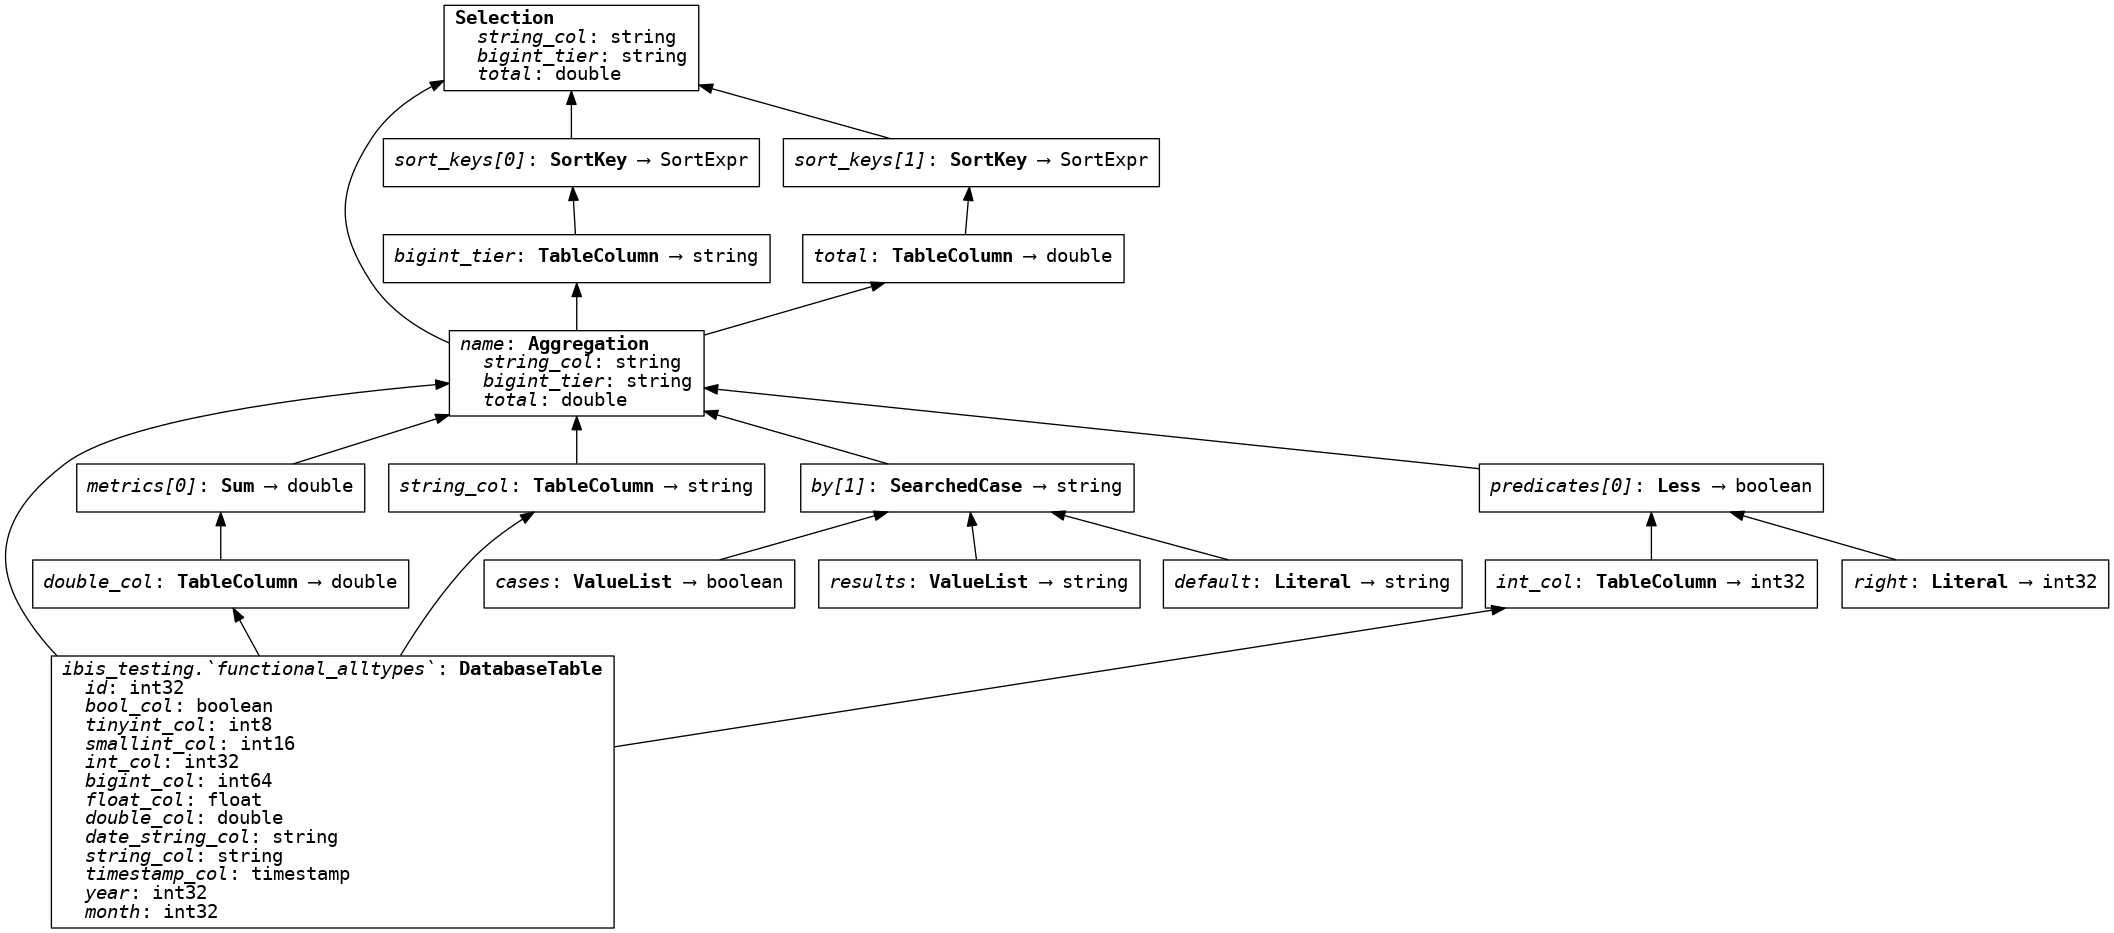 Selection
string_col: string
bigint_tier: string
total: double
sort_keys[0]: SortKey → SortExpr
sort_keys[1]: SortKey → SortExpr
bigint_tier: TableColumn → string
total: TableColumn → double
name: Aggregation
string_col: string
bigint_tier: string
total: double
metrics[0]: Sum → double
string_col: TableColumn → string
by[1]: SearchedCase → string
predicates[0]: Less → boolean
double_col: TableColumn → double
cases: ValueList → boolean
results: ValueList → string
default: Literal → string
int_col: TableColumn → int32
right: Literal → int32
ibis_testing.`functional_alltypes`: DatabaseTable
id: int32
bool_col: boolean
tinyint_col: int8
smallint_col: int16
int_col: int32
bigint_col: int64
float_col: float
double_col: double
date_string_col: string
string_col: string
timestamp_col: timestamp
year: int32
month: int32